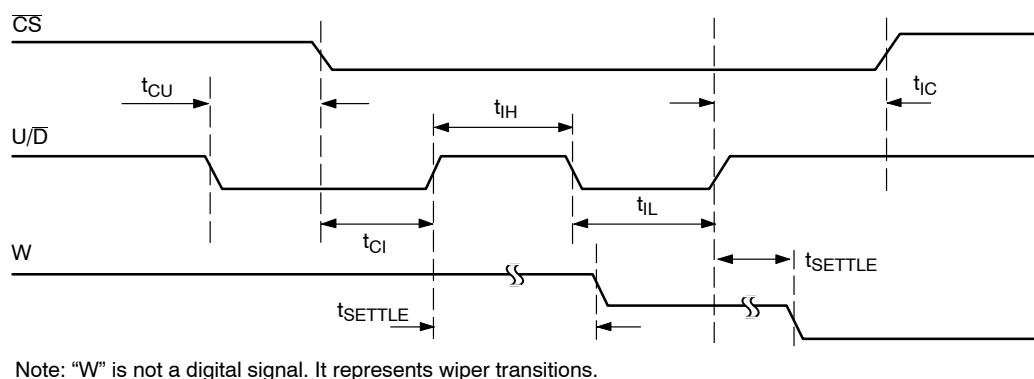 CS
tCU
tIC
tIH
U/D
tIL
tCI
W
tSETTLE
tSETTLE
Note: “W” is not a digital signal. It represents wiper transitions.